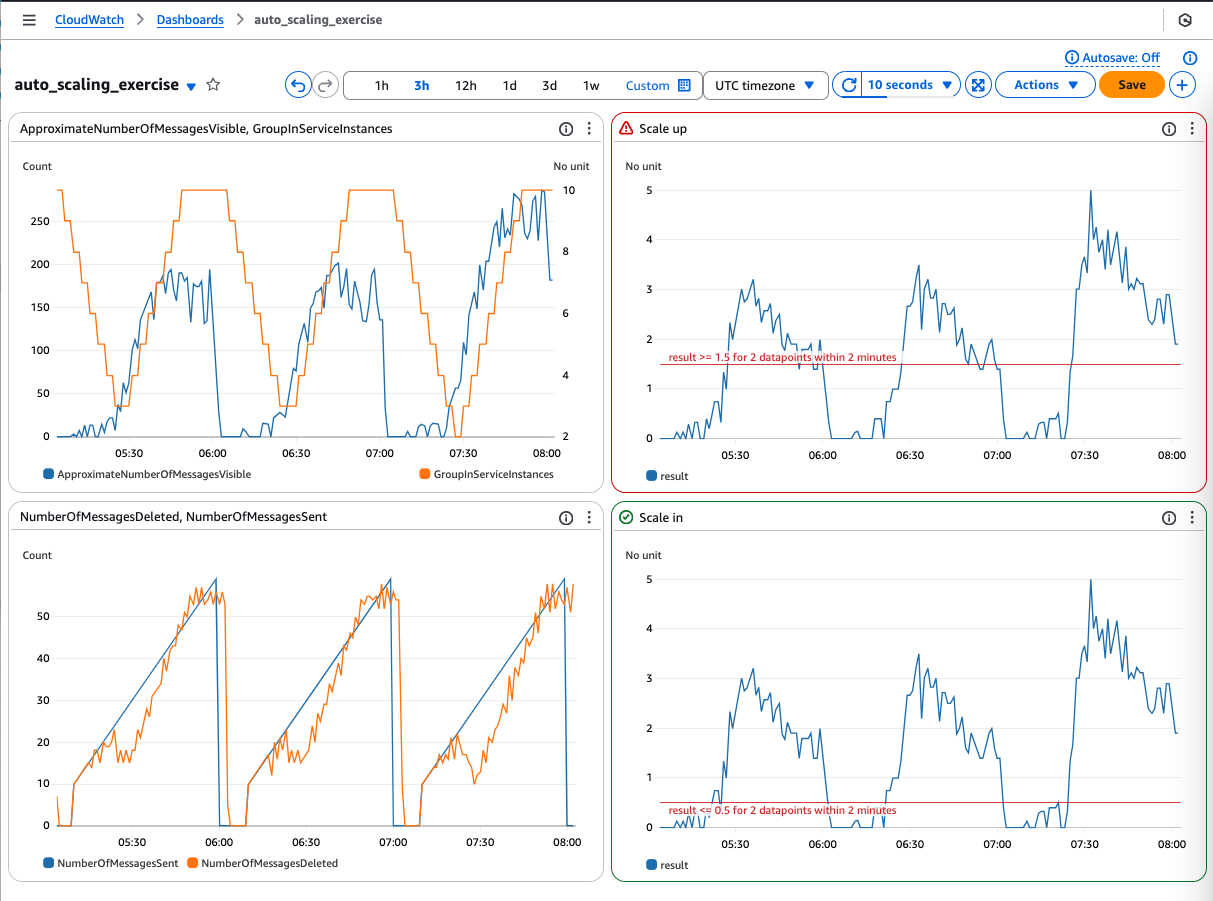 CloudWatch > Dashboards > auto_scaling_exercise
Autosave: Off
auto_scaling_exercise
1h 3h 12h 1d 3d 1w Custom UTC timezone 10 seconds Actions Save
ApproximateNumberOfMessagesVisible, GroupInServiceInstances
Count No unit
250
200
150
100
50
0
10
8
6
4
2
05:30 06:00 06:30 07:00 07:30 08:00
ApproximateNumberOfMessagesVisible GroupInServiceInstances
Scale up
No unit
5
4
3
2
result >= 1.5 for 2 datapoints within 2 minutes
1
0
05:30 06:00 06:30 07:00 07:30 08:00
result
NumberOfMessagesDeleted, NumberOfMessagesSent
Count
50
40
30
20
10
0
05:30 06:00 06:30 07:00 07:30 08:00
NumberOfMessagesSent NumberOfMessagesDeleted
Scale in
No unit
5
4
3
2
1
result <= 0.5 for 2 datapoints within 2 minutes
0
05:30 06:00 06:30 07:00 07:30 08:00
result